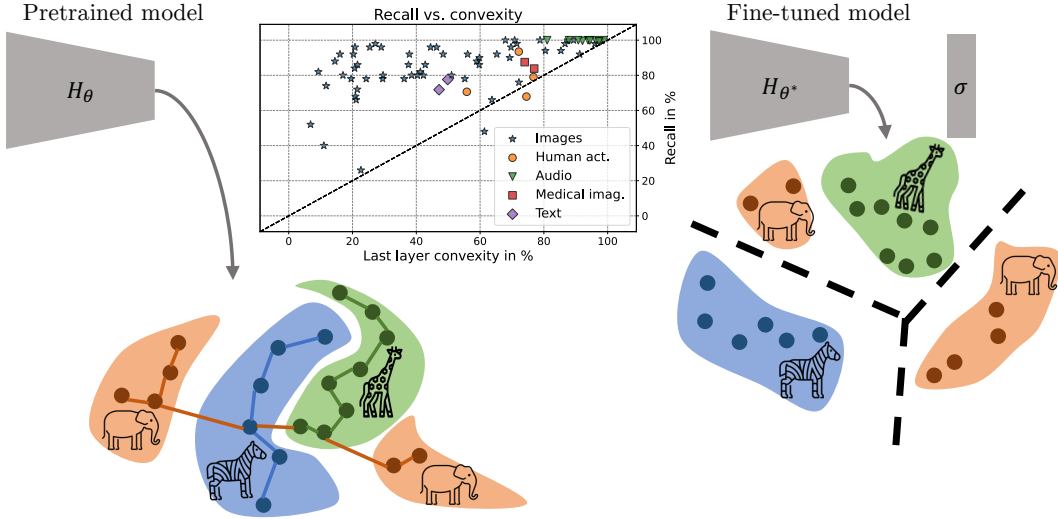 Pretrained model
Fine-tuned model
Recall vs. convexity
H_θ
H_θ*
σ
100
80
60
40
20
0
Recall in %
Images
Human act.
Audio
Medical imag.
Text
0 20 40 60 80 100
Last layer convexity in %